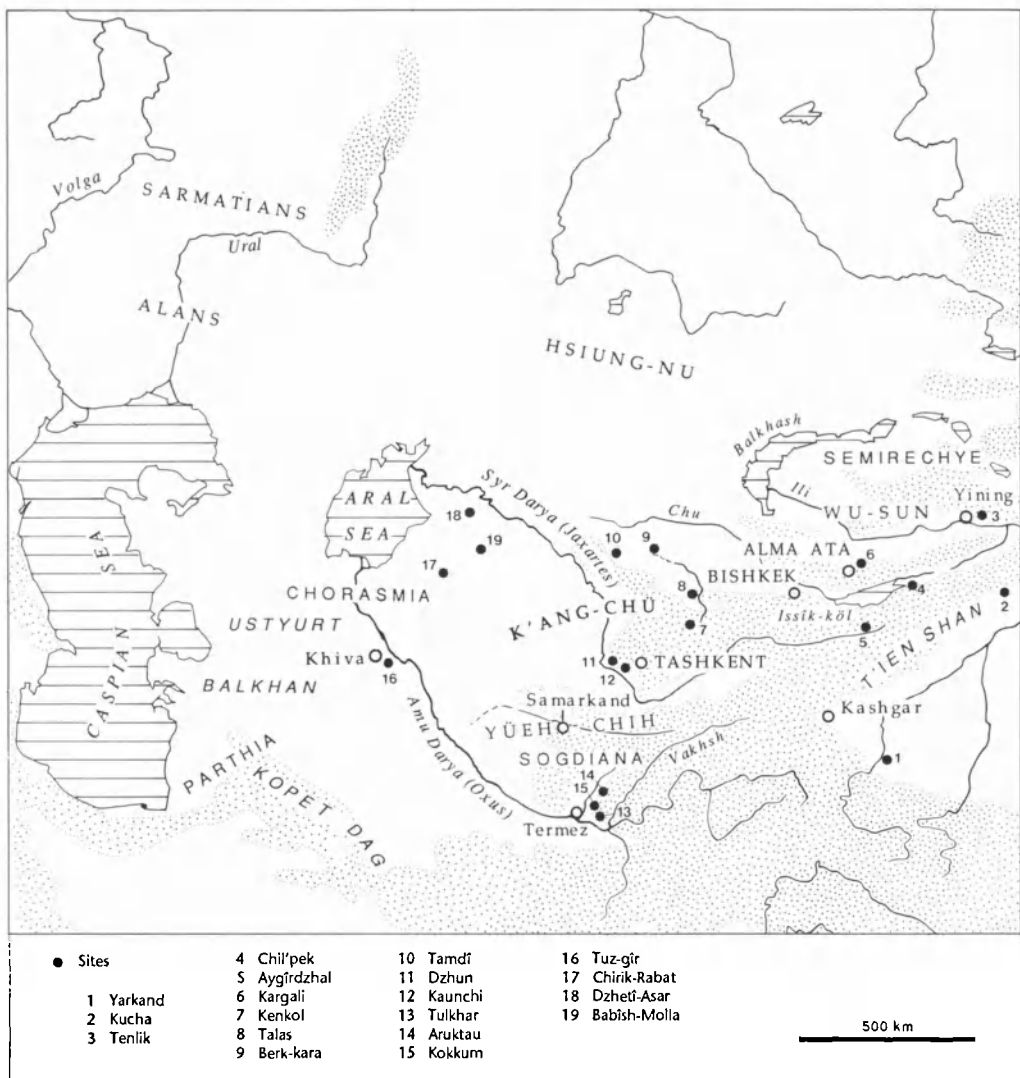 Volga
SARMATIANS
Ural
ALANS
HSIUNG-NU
Balkhash
SEMIRECHYE
Ili
Yining
WU-SUN
3
ARAL
SEA
Syr Darya (Jaxartes)
18
19
17
Chu
10
9
ALMA ATA
6
BISHKEK
8
4
2
CHORASMIA
K'ANG-CHÜ
Issîk-köl
7
5
TIEN SHAN
USTYURT
Khiva
16
11
12
TASHKENT
CASPIAN SEA
BALKHAN
Samarkand
YÜEH-CHIH
Kashgar
Amu Darya (Oxus)
SOGDIANA
Vakhsh
1
PARTHIA
KOPET DAG
14
15
13
Termez
Sites
1 Yarkand
2 Kucha
3 Tenlik
4 Chil'pek
5 Aygîrdzhal
6 Kargali
7 Kenkol
8 Talas
9 Berk-kara
10 Tamdî
11 Dzhun
12 Kaunchi
13 Tulkhar
14 Aruktau
15 Kokkum
16 Tuz-gîr
17 Chirik-Rabat
18 Dzhetî-Asar
19 Babîsh-Molla
500 km